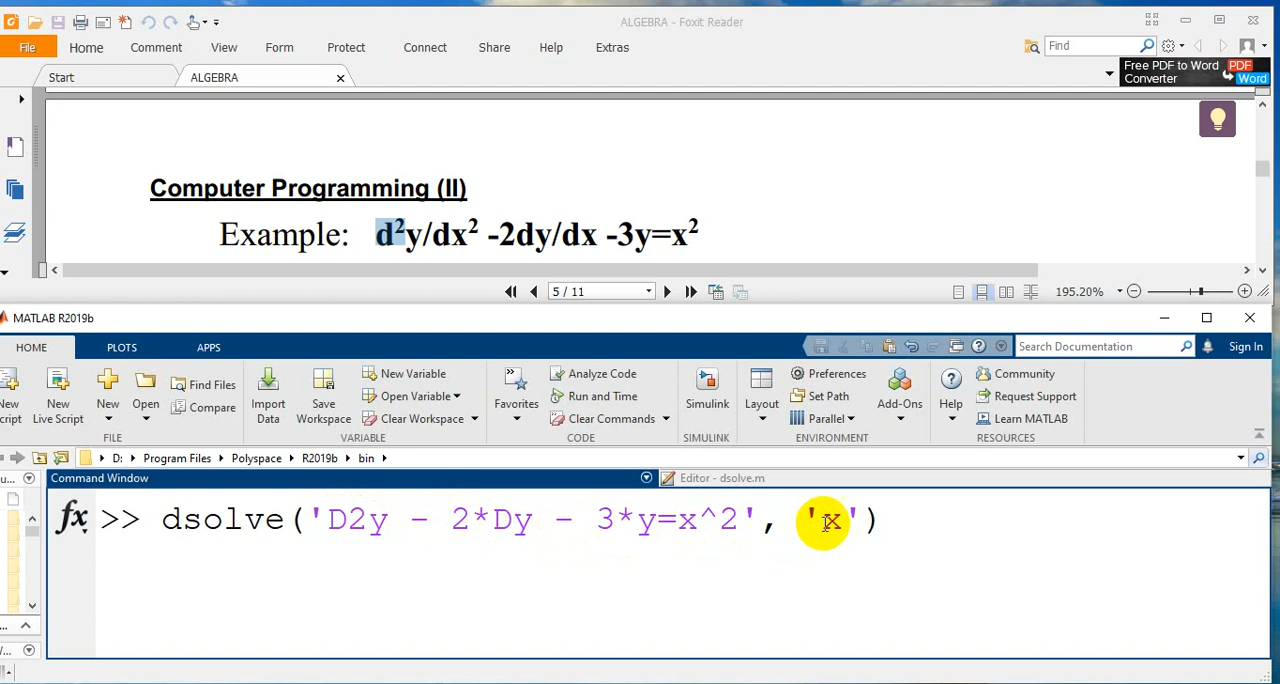 ALGEBRA - Foxit Reader
File Home Comment View Form Protect Connect Share Help Extras Find
Start ALGEBRA
Free PDF to Word Converter PDF Word
Computer Programming (II)
Example: d²y/dx² -2dy/dx -3y=x²
5 / 11 195.20%
MATLAB R2019b
HOME PLOTS APPS Search Documentation Sign In
New Variable Analyze Code Preferences Community
Find Files Open Variable Run and Time Set Path Request Support
New Script New Live Script New Open Compare Import Data Save Workspace Clear Workspace Favorites Clear Commands Simulink Layout Parallel Add-Ons Help Learn MATLAB
FILE VARIABLE CODE SIMULINK ENVIRONMENT RESOURCES
D: Program Files Polyspace R2019b bin
Command Window Editor - dsolve.m
fx >> dsolve('D2y - 2*Dy - 3*y=x^2', 'x')